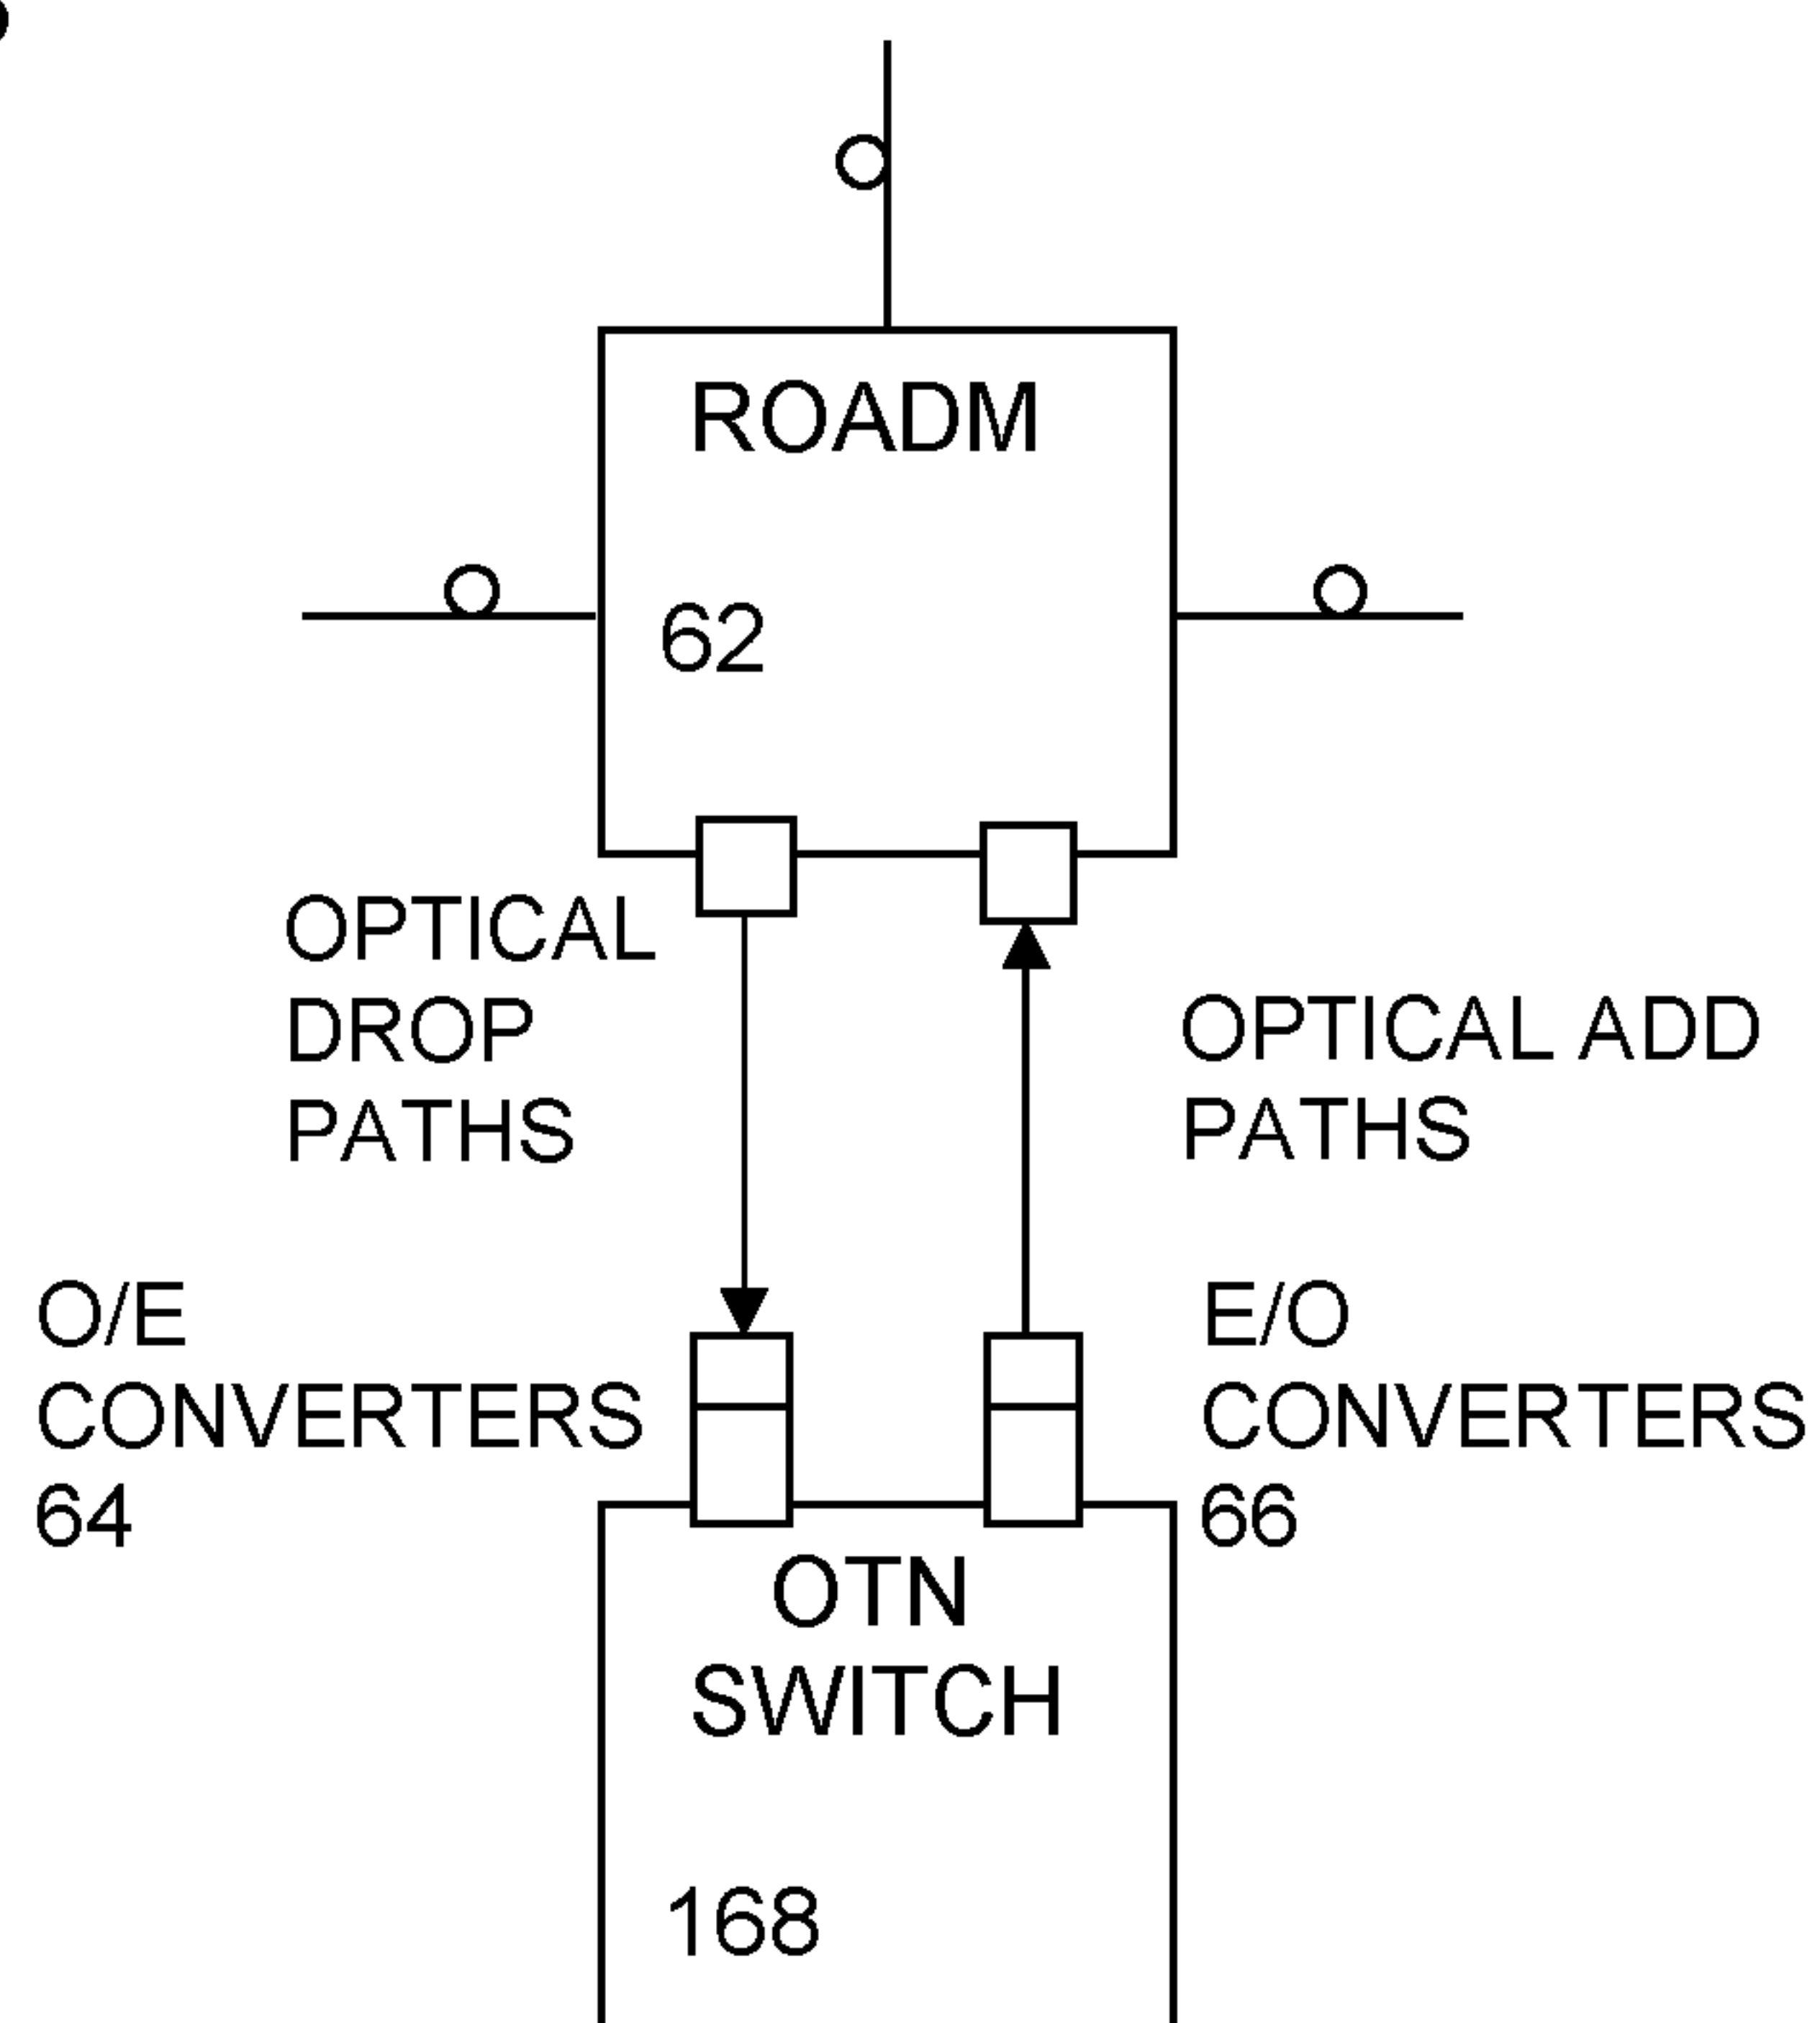 ROADM
62
OPTICAL
DROP
PATHS
OPTICAL ADD
PATHS
O/E
CONVERTERS
64
E/O
CONVERTERS
66
OTN
SWITCH
168